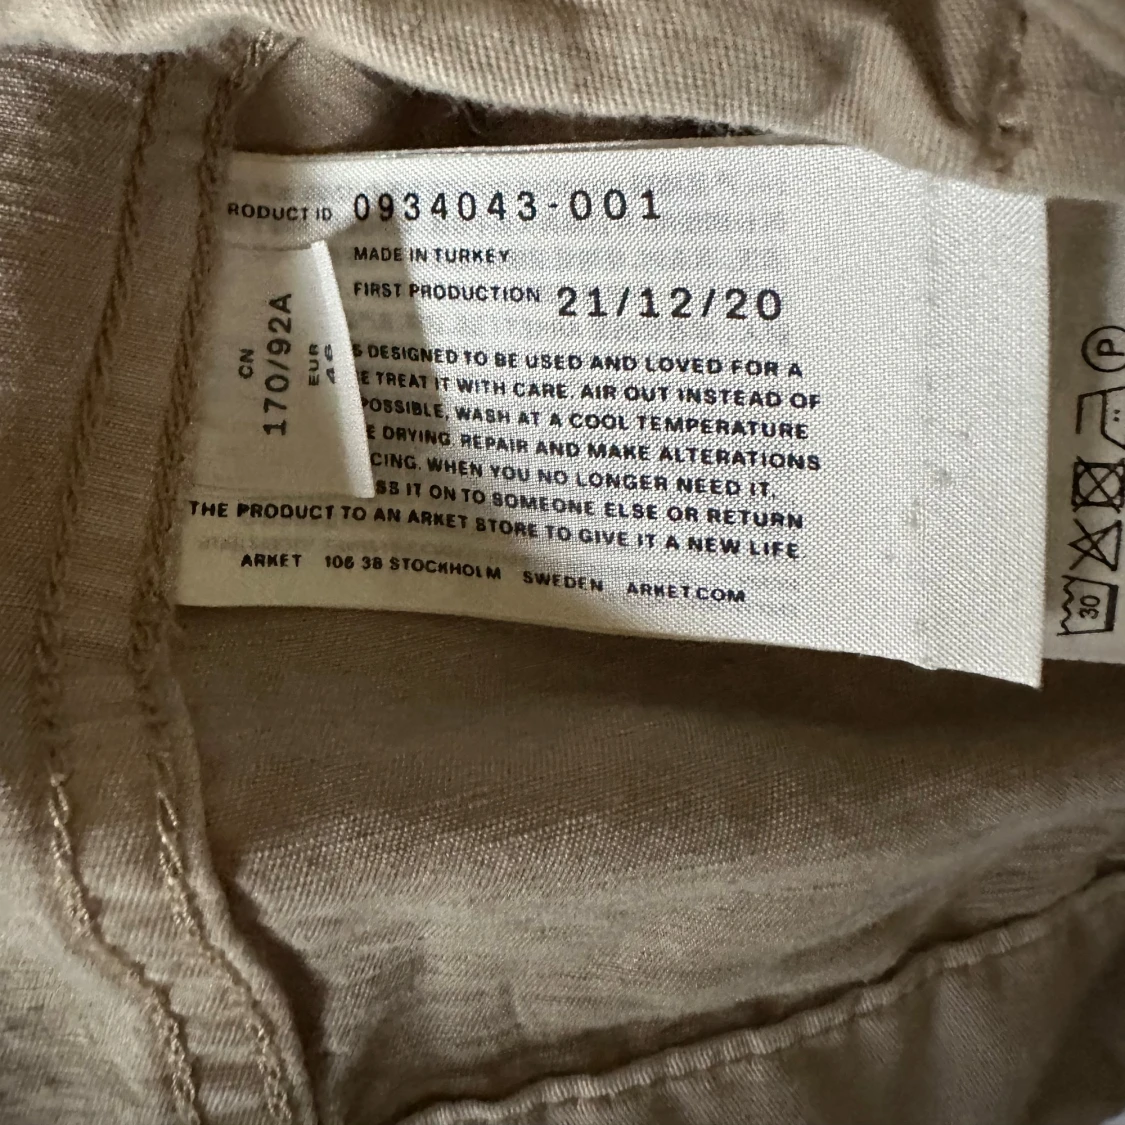 RODUCT ID 0934043-001
MADE IN TURKEY
FIRST PRODUCTION 21/12/20
CN
170/92A
EUR
46
DESIGNED TO BE USED AND LOVED FOR A
E TREAT IT WITH CARE. AIR OUT INSTEAD OF
POSSIBLE, WASH AT A COOL TEMPERATURE
E DRYING. REPAIR AND MAKE ALTERATIONS
CING. WHEN YOU NO LONGER NEED IT,
SS IT ON TO SOMEONE ELSE OR RETURN
THE PRODUCT TO AN ARKET STORE TO GIVE IT A NEW LIFE
ARKET 106 38 STOCKHOLM SWEDEN ARKET.COM
P
30